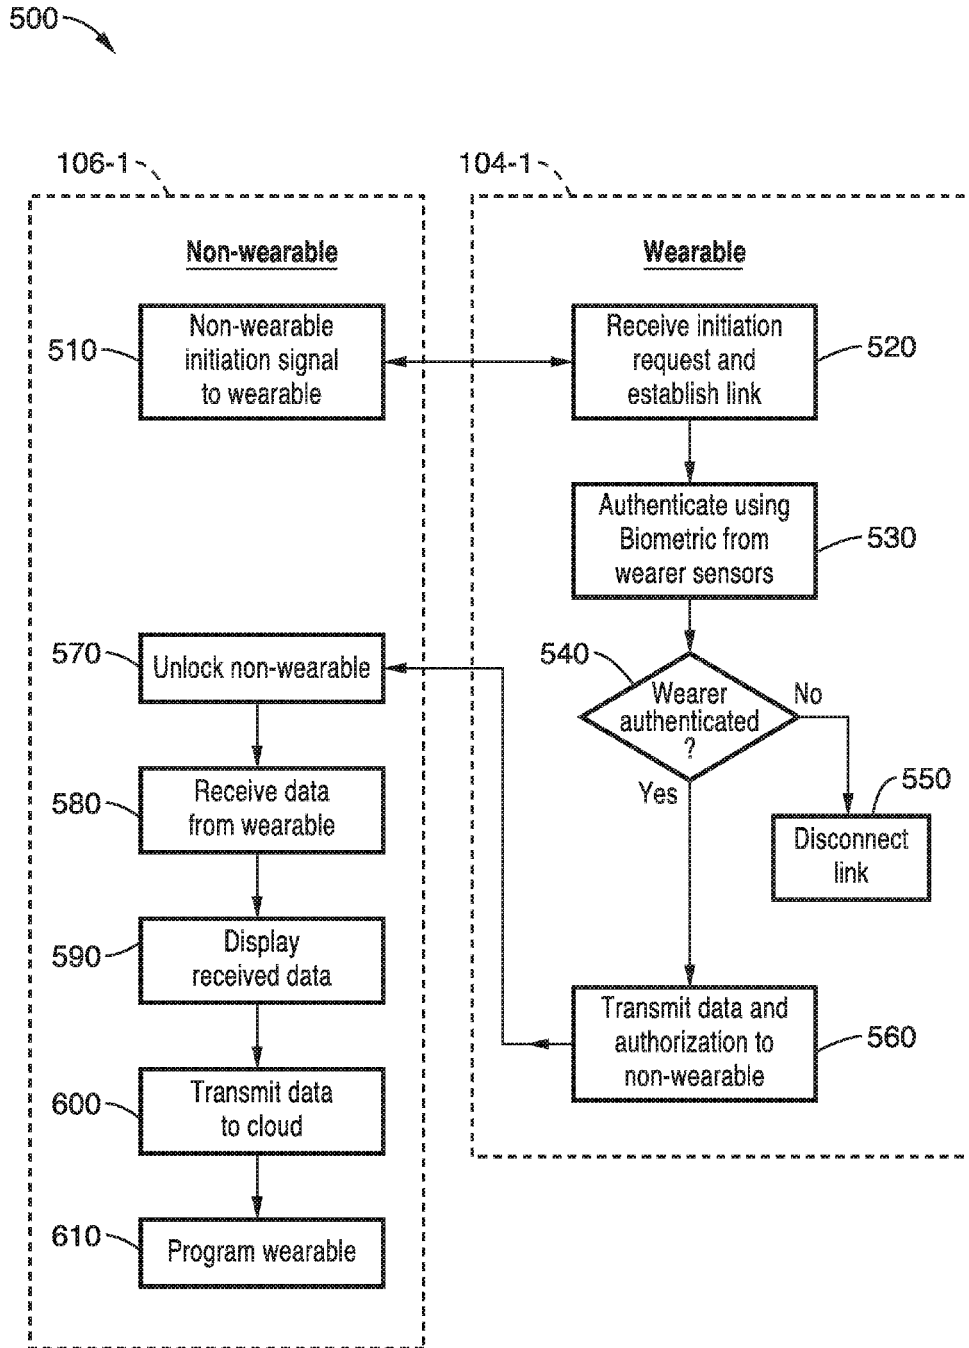 500
106-1
104-1
Non-wearable
Wearable
510
Non-wearable
initiation signal
to wearable
Receive initiation
request and
establish link
520
Authenticate using
Biometric from
wearer sensors
530
540
Wearer
authenticated
?
No
Yes
550
Disconnect
link
570
Unlock non-wearable
580
Receive data
from wearable
590
Display
received data
Transmit data and
authorization to
non-wearable
560
600
Transmit data
to cloud
610
Program wearable